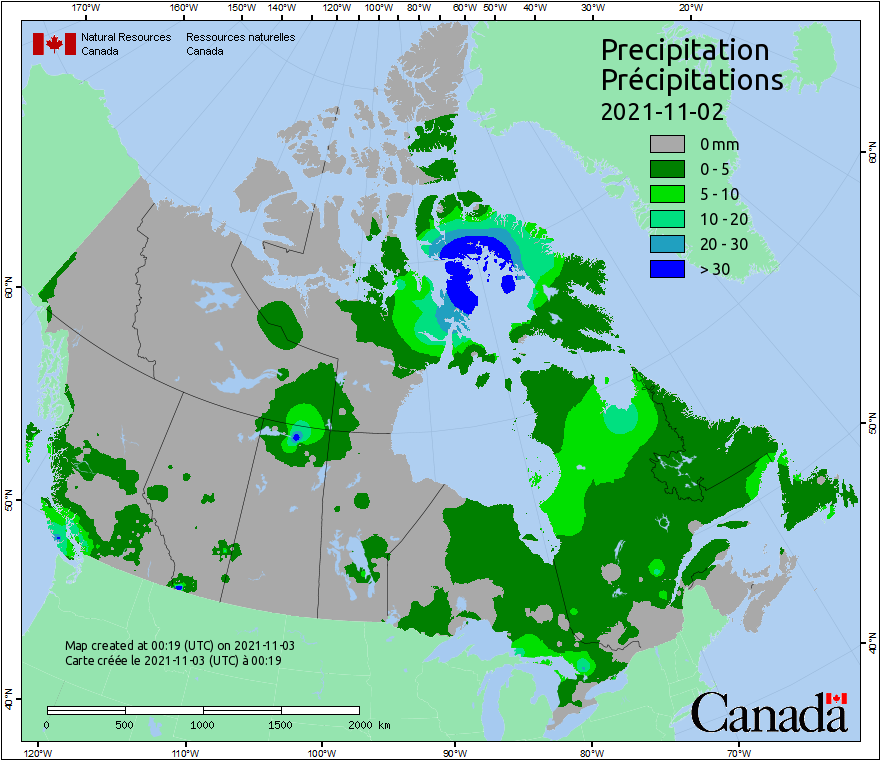 170°W 160°W 150°W 140°W 130°W 120°W 110°W 100°W 90°W 80°W 60°W 50°W 40°W 30°W 20°W
Natural Resources Ressources naturelles
Canada Canada
Precipitation
Précipitations
2021-11-02
0 mm
0 - 5
5 - 10
10 - 20
20 - 30
> 30
60°N
60°N
50°N
50°N
40°N
40°N
Map created at 00:19 (UTC) on 2021-11-03
Carte créée le 2021-11-03 (UTC) à 00:19
0 500 1000 1500 2000 km
Canada
120°W 110°W 100°W 90°W 80°W 70°W